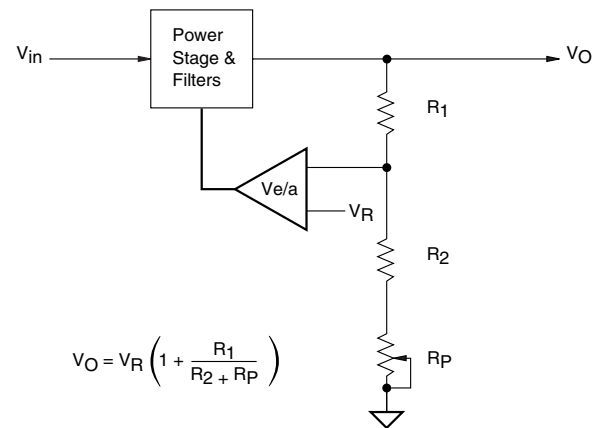 Power
Stage &
Filters
Vin
VO
R1
Ve/a
VR
R2
RP
VO = VR ( 1 + R1 / R2 + RP )